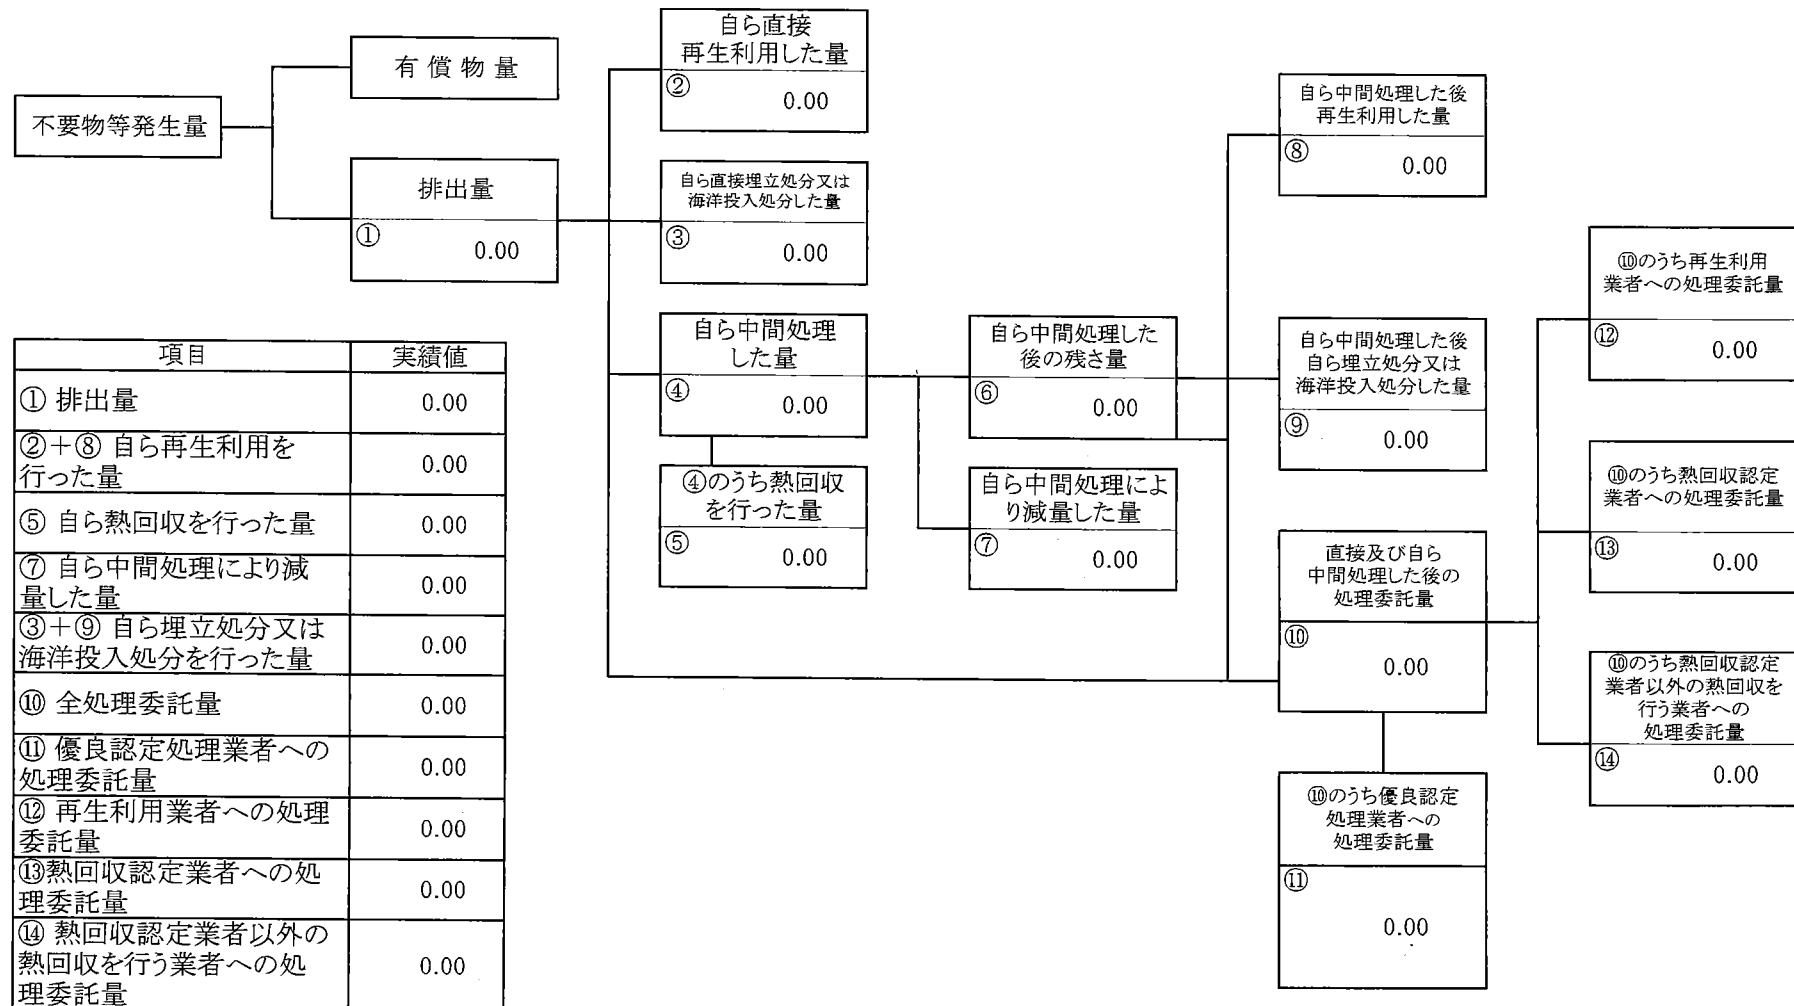 不要物等発生量
有償物量
排出量
①
0.00
自ら直接
再生利用した量
②
0.00
自ら直接埋立処分又は
海洋投入処分した量
③
0.00
自ら中間処理
した量
④
0.00
④のうち熱回収
を行った量
⑤
0.00
自ら中間処理した
後の残さ量
⑥
0.00
自ら中間処理によ
り減量した量
⑦
0.00
自ら中間処理した後
再生利用した量
⑧
0.00
自ら中間処理した後
自ら埋立処分又は
海洋投入処分した量
⑨
0.00
直接及び自ら
中間処理した後の
処理委託量
⑩
0.00
⑩のうち優良認定
処理業者への
処理委託量
⑪
0.00
⑩のうち再生利用
業者への処理委託量
⑫
0.00
⑩のうち熱回収認定
業者への処理委託量
⑬
0.00
⑩のうち熱回収認定
業者以外の熱回収を
行う業者への
処理委託量
⑭
0.00
項目 実績値
① 排出量 0.00
②+⑧ 自ら再生利用を
行った量 0.00
⑤ 自ら熱回収を行った量 0.00
⑦ 自ら中間処理により減
量した量 0.00
③+⑨ 自ら埋立処分又は
海洋投入処分を行った量 0.00
⑩ 全処理委託量 0.00
⑪ 優良認定処理業者への
処理委託量 0.00
⑫ 再生利用業者への処理
委託量 0.00
⑬熱回収認定業者への処
理委託量 0.00
⑭ 熱回収認定業者以外の
熱回収を行う業者への処
理委託量 0.00